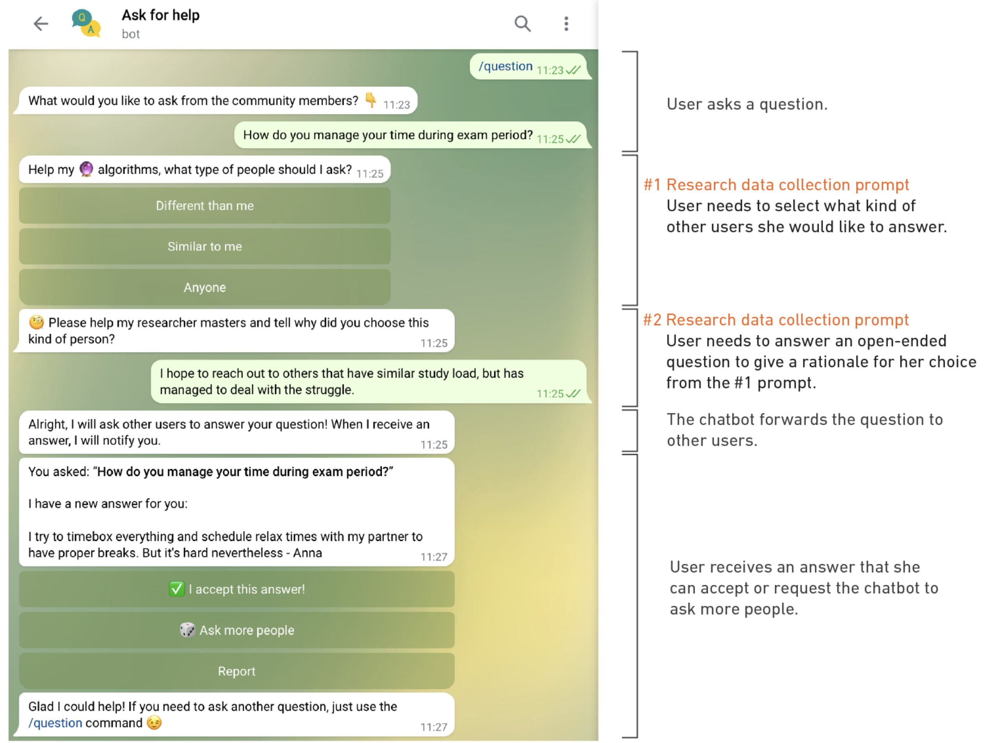 Q
A
Ask for help
bot
/question 11:23
What would you like to ask from the community members? 👇 11:23
How do you manage your time during exam period? 11:25
Help my 🔮 algorithms, what type of people should I ask? 11:25
Different than me
Similar to me
Anyone
🧐 Please help my researcher masters and tell why did you choose this
kind of person? 11:25
I hope to reach out to others that have similar study load, but has
managed to deal with the struggle. 11:25
Alright, I will ask other users to answer your question! When I receive an
answer, I will notify you. 11:25
You asked: “How do you manage your time during exam period?”
I have a new answer for you:
I try to timebox everything and schedule relax times with my partner to
have proper breaks. But it's hard nevertheless - Anna 11:27
✅ I accept this answer!
🎲 Ask more people
Report
Glad I could help! If you need to ask another question, just use the
/question command 😉 11:27
User asks a question.
#1 Research data collection prompt
User needs to select what kind of
other users she would like to answer.
#2 Research data collection prompt
User needs to answer an open-ended
question to give a rationale for her choice
from the #1 prompt.
The chatbot forwards the question to
other users.
User receives an answer that she
can accept or request the chatbot to
ask more people.